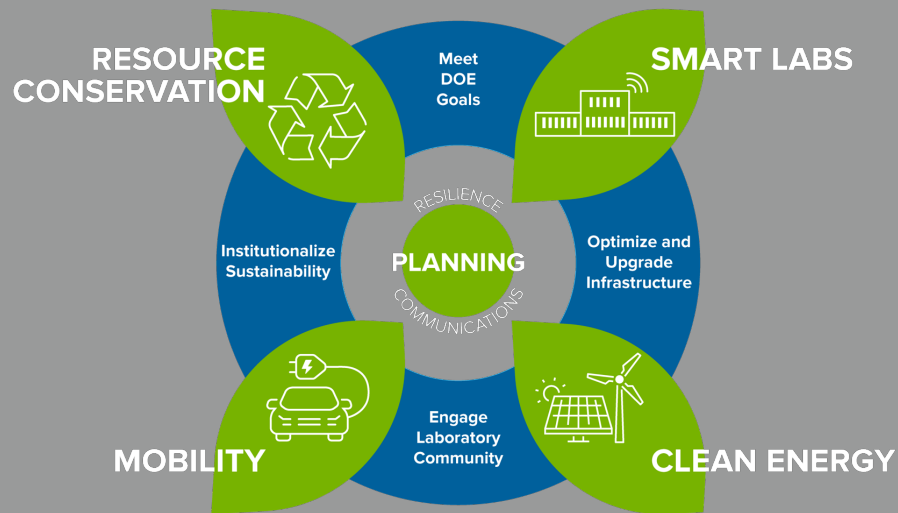 RESOURCE
CONSERVATION
Meet
DOE
Goals
SMART LABS
Institutionalize
Sustainability
RESILIENCE
PLANNING
COMMUNICATIONS
Optimize and
Upgrade
Infrastructure
MOBILITY
Engage
Laboratory
Community
CLEAN ENERGY